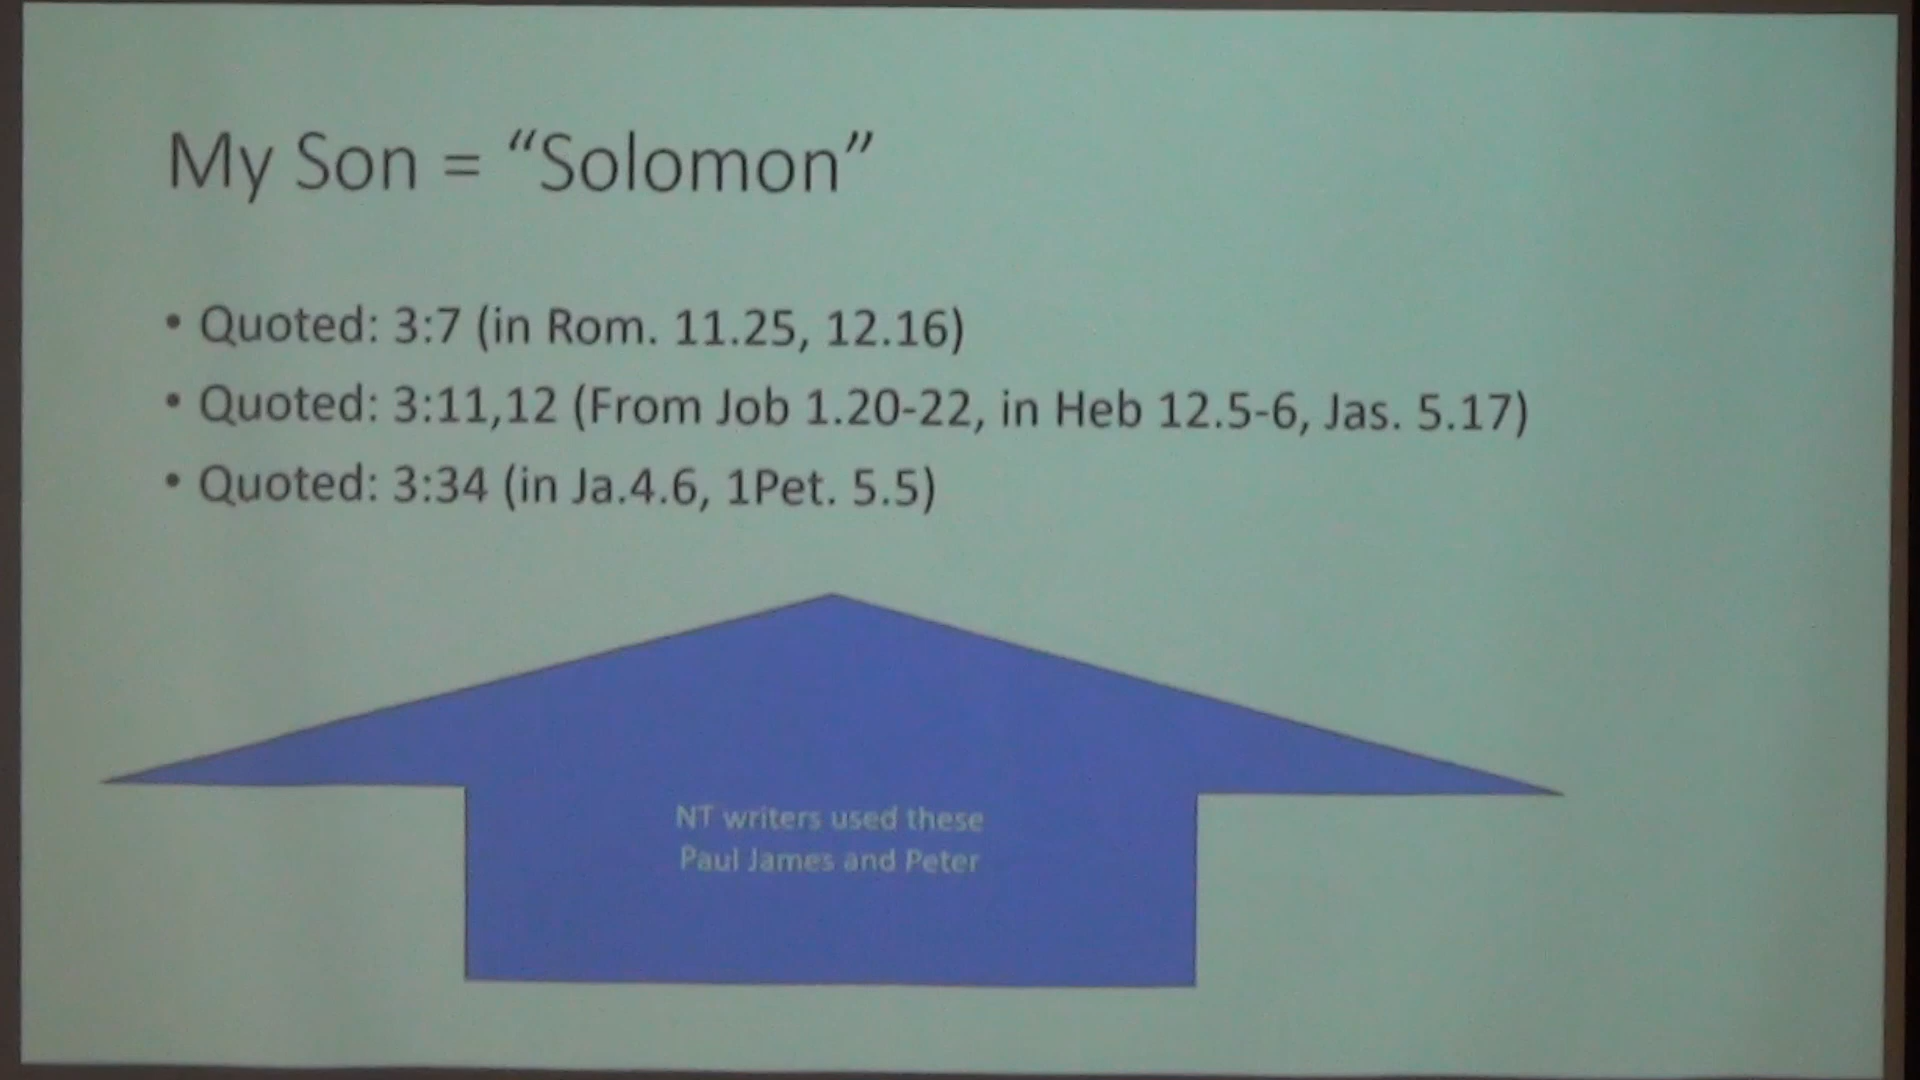 My Son = “Solomon”
• Quoted: 3:7 (in Rom. 11.25, 12.16)
• Quoted: 3:11,12 (From Job 1.20-22, in Heb 12.5-6, Jas. 5.17)
• Quoted: 3:34 (in Ja.4.6, 1Pet. 5.5)
NT writers used these
Paul James and Peter